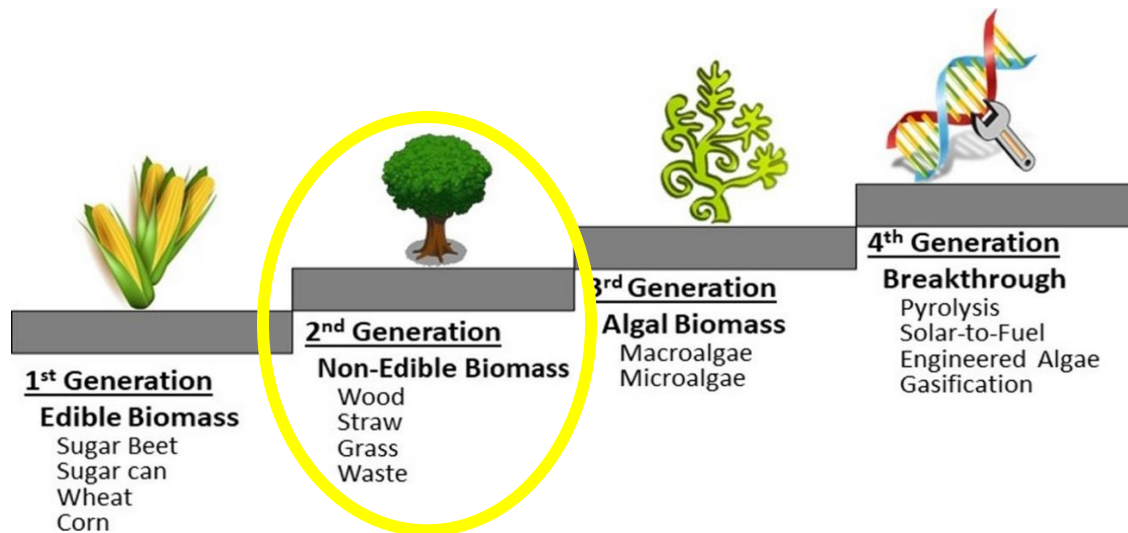 1st Generation
Edible Biomass
Sugar Beet
Sugar can
Wheat
Corn
2nd Generation
Non-Edible Biomass
Wood
Straw
Grass
Waste
3rd Generation
Algal Biomass
Macroalgae
Microalgae
4th Generation
Breakthrough
Pyrolysis
Solar-to-Fuel
Engineered Algae
Gasification